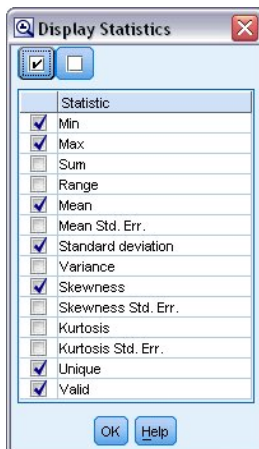 Display Statistics
Statistic
Min
Max
Sum
Range
Mean
Mean Std. Err.
Standard deviation
Variance
Skewness
Skewness Std. Err.
Kurtosis
Kurtosis Std. Err.
Unique
Valid
OK Help